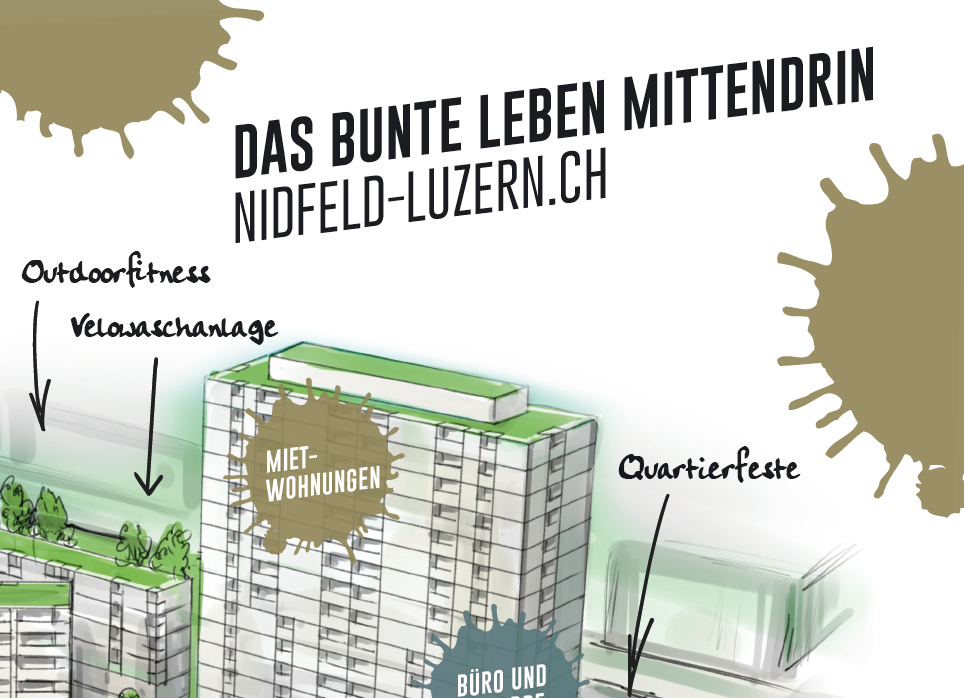 DAS BUNTE LEBEN MITTENDRIN
NIDFELD-LUZERN.CH
Outdoorfitness
Velowaschanlage
MIET-
WOHNUNGEN
Quartierfeste
BÜRO UND